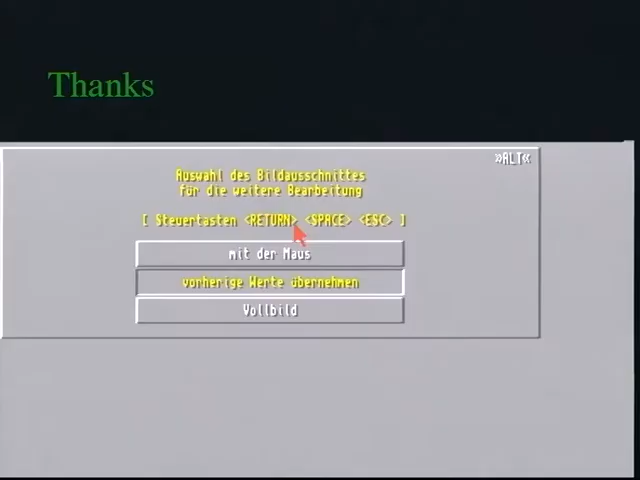 Thanks
»ALT«
Auswahl des Bildausschnittes
für die weitere Bearbeitung
[ Steuertasten <RETURN> <SPACE> <ESC> ]
mit der Maus
vorherige Werte übernehmen
Vollbild